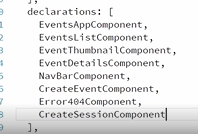 ],
declarations: [
EventsAppComponent,
EventsListComponent,
EventThumbnailComponent,
EventDetailsComponent,
NavBarComponent,
CreateEventComponent,
Error404Component,
CreateSessionComponent
],